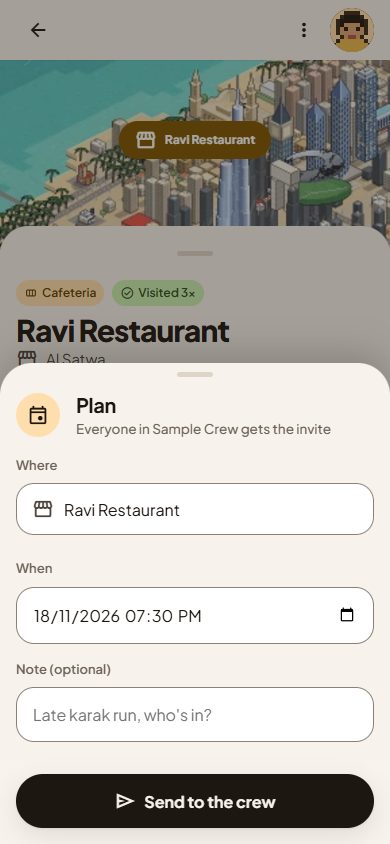 Ravi Restaurant
Cafeteria
Visited 3×
Ravi Restaurant
Al Satwa
Plan
Everyone in Sample Crew gets the invite
Where
Ravi Restaurant
When
18/11/2026 07:30 PM
Note (optional)
Late karak run, who's in?
Send to the crew